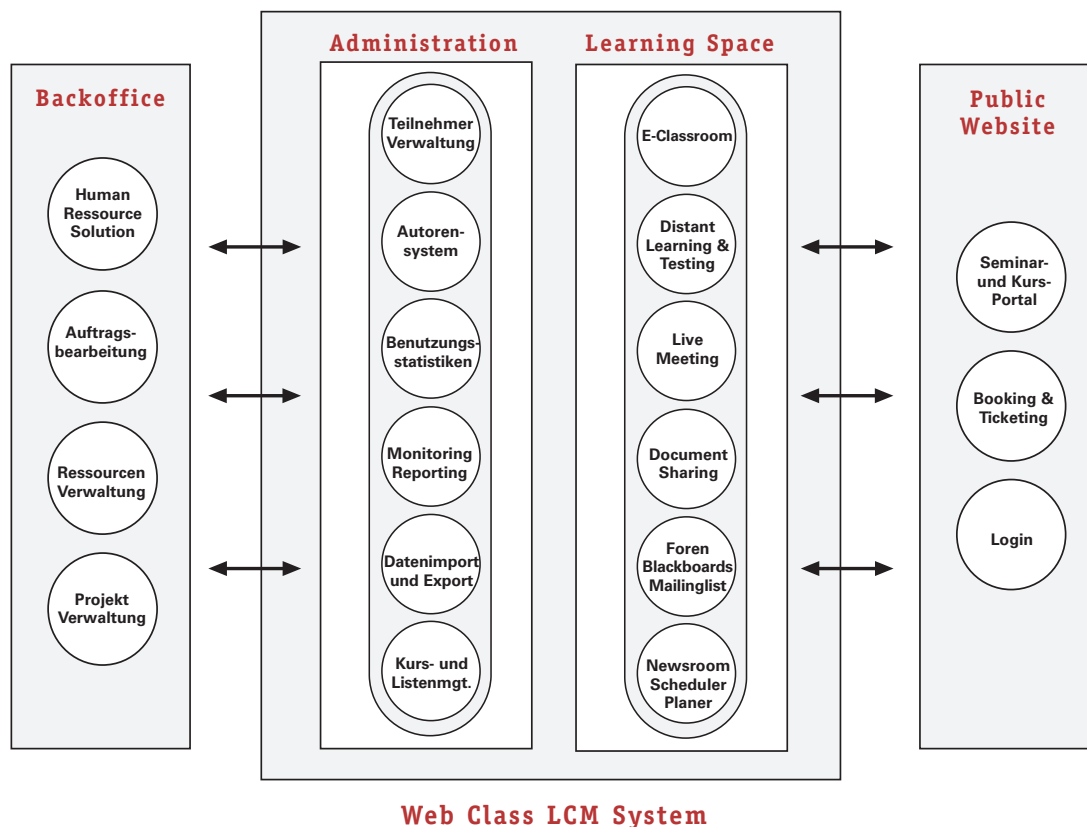 Backoffice
Human
Ressource
Solution
Auftrags-
bearbeitung
Ressourcen
Verwaltung
Projekt
Verwaltung
Administration
Teilnehmer
Verwaltung
Autoren-
system
Benutzungs-
statistiken
Monitoring
Reporting
Datenimport
und Export
Kurs- und
Listenmgt.
Learning Space
E-Classroom
Distant
Learning &
Testing
Live
Meeting
Document
Sharing
Foren
Blackboards
Mailinglist
Newsroom
Scheduler
Planer
Public
Website
Seminar-
und Kurs-
Portal
Booking &
Ticketing
Login
Web Class LCM System